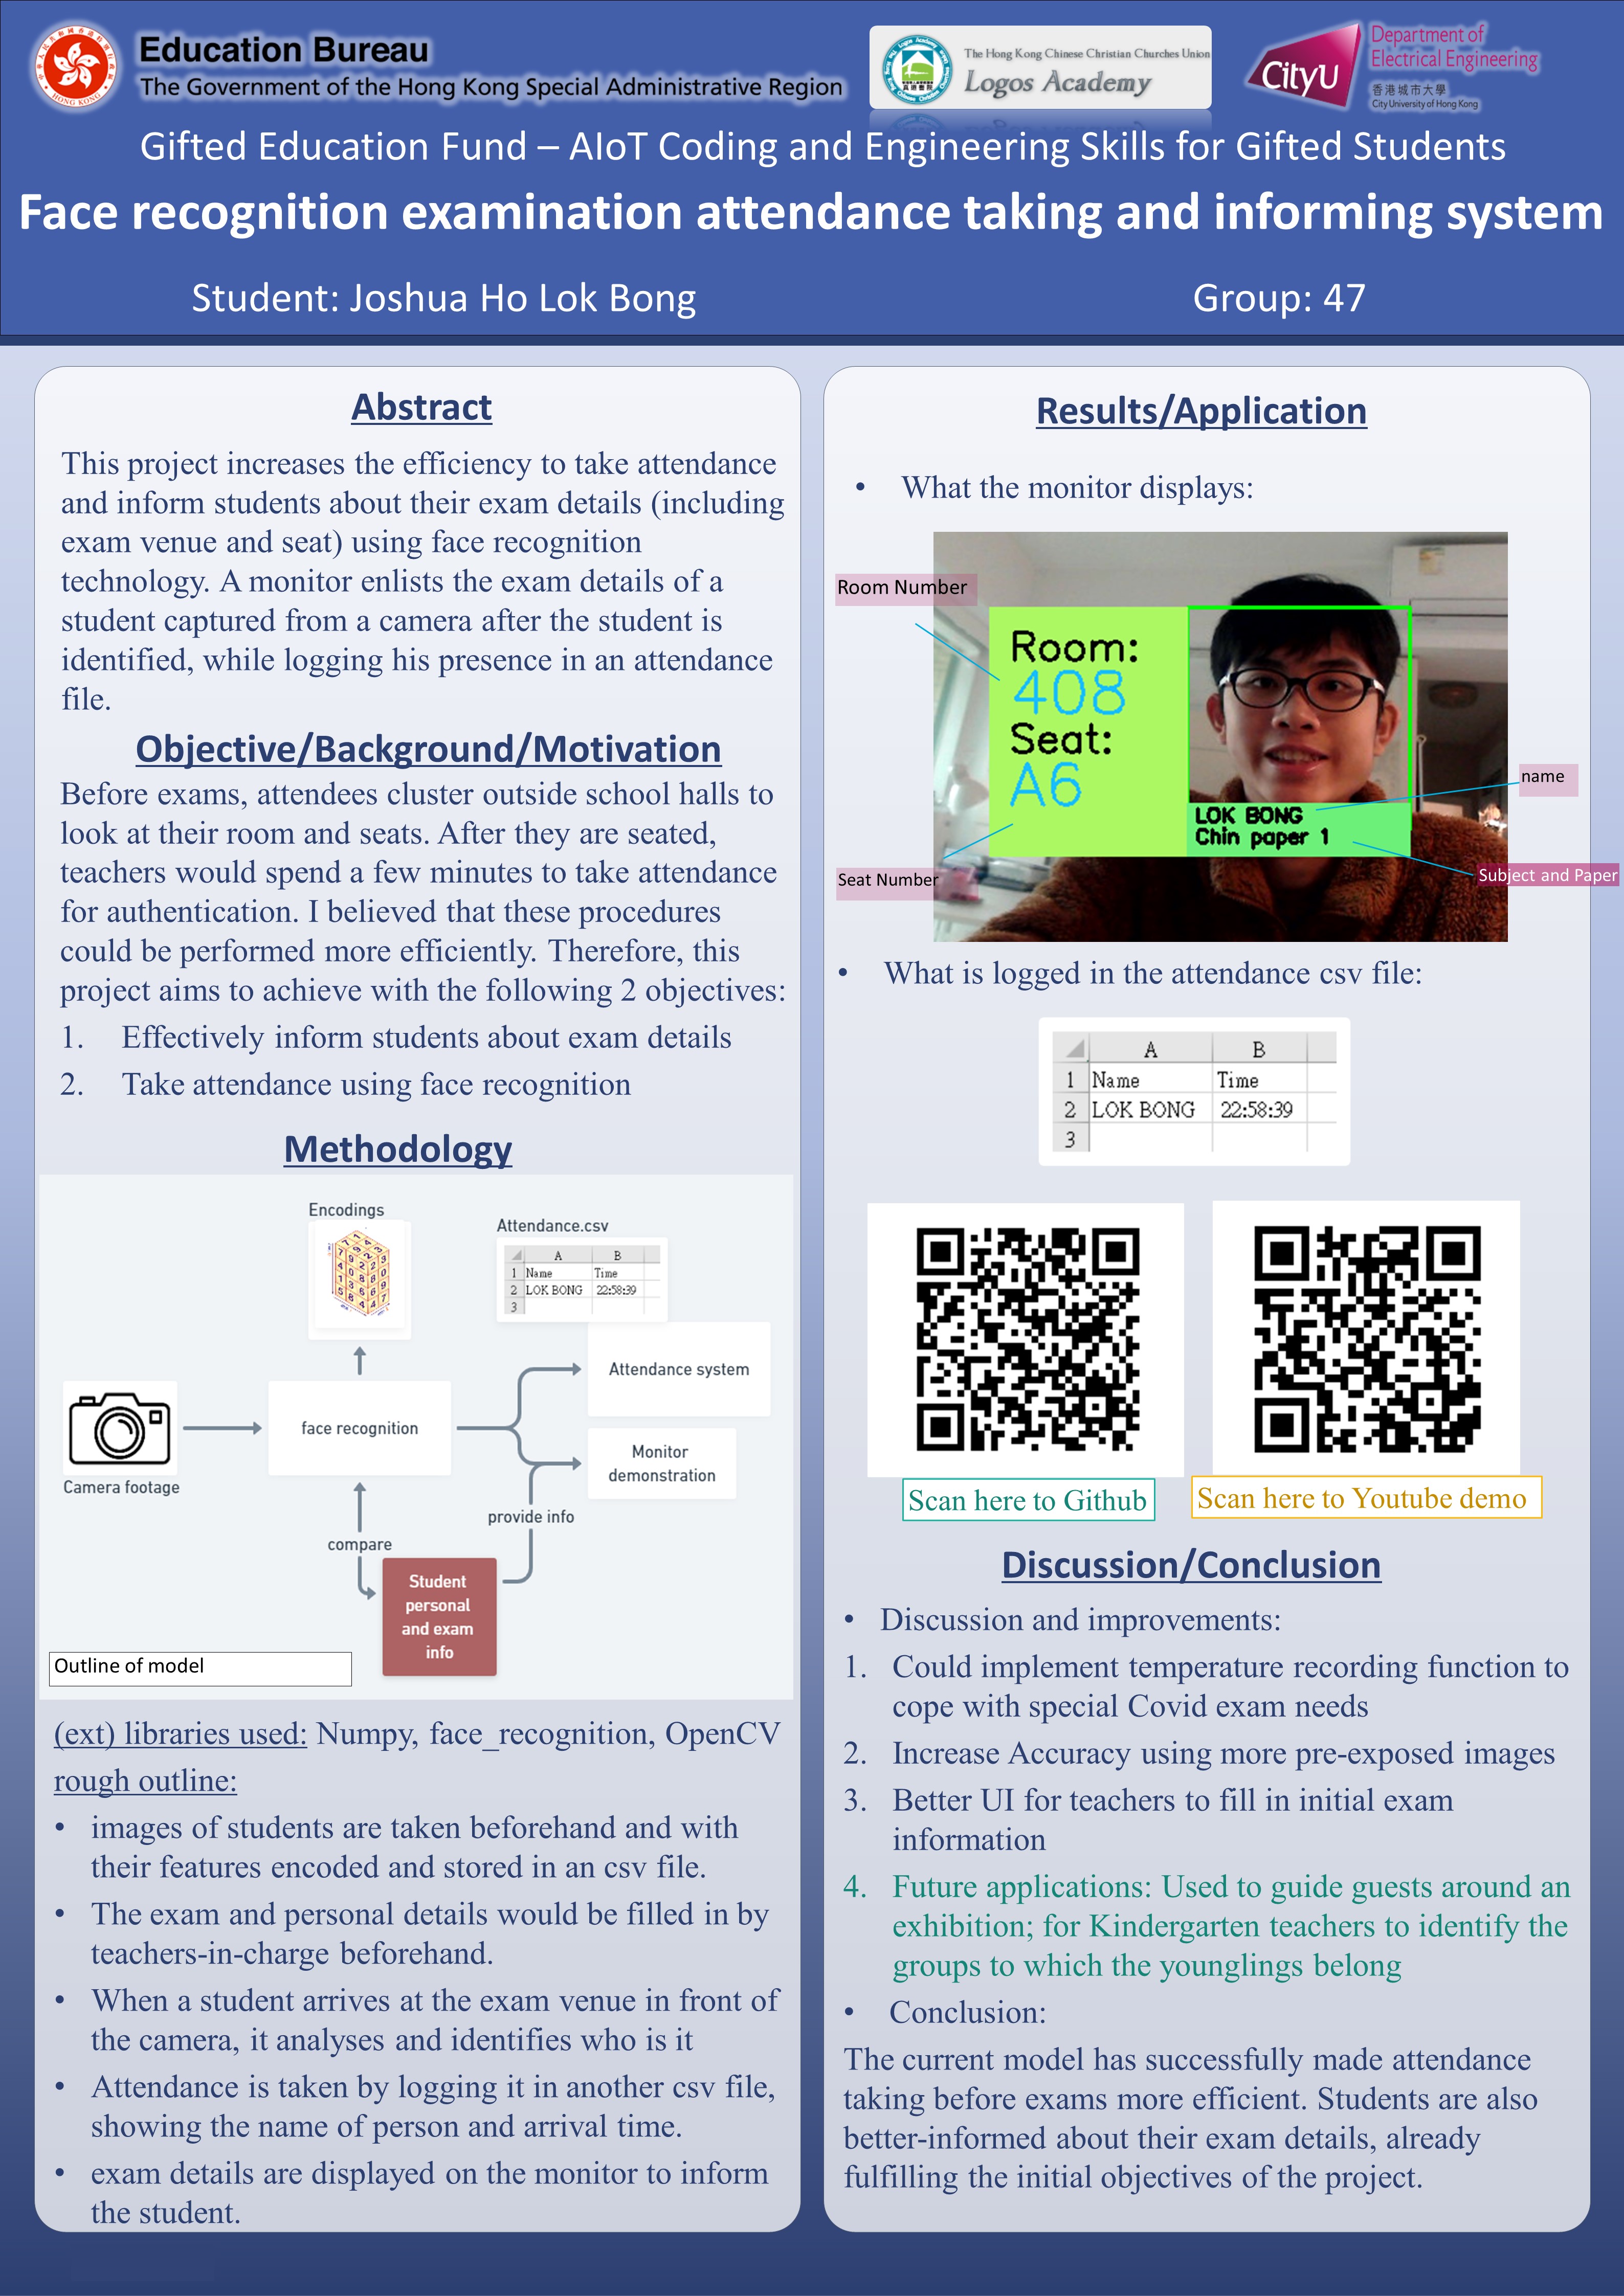 Education Bureau
The Government of the Hong Kong Special Administrative Region
HONG KONG
The Hong Kong Chinese Christian Churches Union
Logos Academy
CityU
Department of
Electrical Engineering
香港城市大學
City University of Hong Kong
Gifted Education Fund – AIoT Coding and Engineering Skills for Gifted Students
Face recognition examination attendance taking and informing system
Student: Joshua Ho Lok Bong
Group: 47
Abstract
This project increases the efficiency to take attendance
and inform students about their exam details (including
exam venue and seat) using face recognition
technology. A monitor enlists the exam details of a
student captured from a camera after the student is
identified, while logging his presence in an attendance
file.
Objective/Background/Motivation
Before exams, attendees cluster outside school halls to
look at their room and seats. After they are seated,
teachers would spend a few minutes to take attendance
for authentication. I believed that these procedures
could be performed more efficiently. Therefore, this
project aims to achieve with the following 2 objectives:
1. Effectively inform students about exam details
2. Take attendance using face recognition
Methodology
Encodings
Attendance.csv
A B
1 Name Time
2 LOK BONG 22:58:39
3
Attendance system
face recognition
Monitor
demonstration
Camera footage
provide info
compare
Student
personal
and exam
info
Outline of model
(ext) libraries used: Numpy, face_recognition, OpenCV
rough outline:
• images of students are taken beforehand and with
their features encoded and stored in an csv file.
• The exam and personal details would be filled in by
teachers-in-charge beforehand.
• When a student arrives at the exam venue in front of
the camera, it analyses and identifies who is it
• Attendance is taken by logging it in another csv file,
showing the name of person and arrival time.
• exam details are displayed on the monitor to inform
the student.
Results/Application
• What the monitor displays:
Room Number
Room:
408
Seat:
A6
name
LOK BONG
Chin paper 1
Seat Number
Subject and Paper
• What is logged in the attendance csv file:
A B
1 Name Time
2 LOK BONG 22:58:39
3
Scan here to Github
Scan here to Youtube demo
Discussion/Conclusion
• Discussion and improvements:
1. Could implement temperature recording function to
cope with special Covid exam needs
2. Increase Accuracy using more pre-exposed images
3. Better UI for teachers to fill in initial exam
information
4. Future applications: Used to guide guests around an
exhibition; for Kindergarten teachers to identify the
groups to which the younglings belong
• Conclusion:
The current model has successfully made attendance
taking before exams more efficient. Students are also
better-informed about their exam details, already
fulfilling the initial objectives of the project.